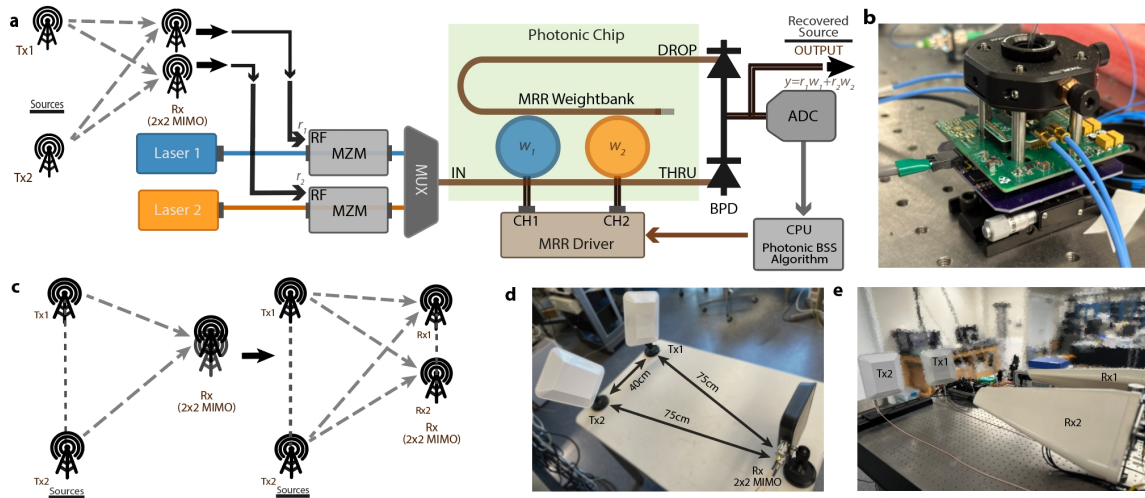 a
Tx1
Sources
Tx2
Rx
(2x2 MIMO)
r1
r2
Laser 1
Laser 2
RF
MZM
RF
MZM
MUX
Photonic Chip
DROP
MRR Weightbank
w1
w2
IN
THRU
CH1
CH2
MRR Driver
BPD
Recovered
Source
OUTPUT
y=r1w1+r2w2
ADC
CPU
Photonic BSS
Algorithm
b
c
Tx1
Tx2
Sources
Rx
(2x2 MIMO)
Tx1
Tx2
Sources
Rx1
Rx2
Rx
(2x2 MIMO)
d
Tx1
40cm
75cm
Tx2
75cm
Rx
2x2 MIMO
e
Tx2
Tx1
Rx1
Rx2